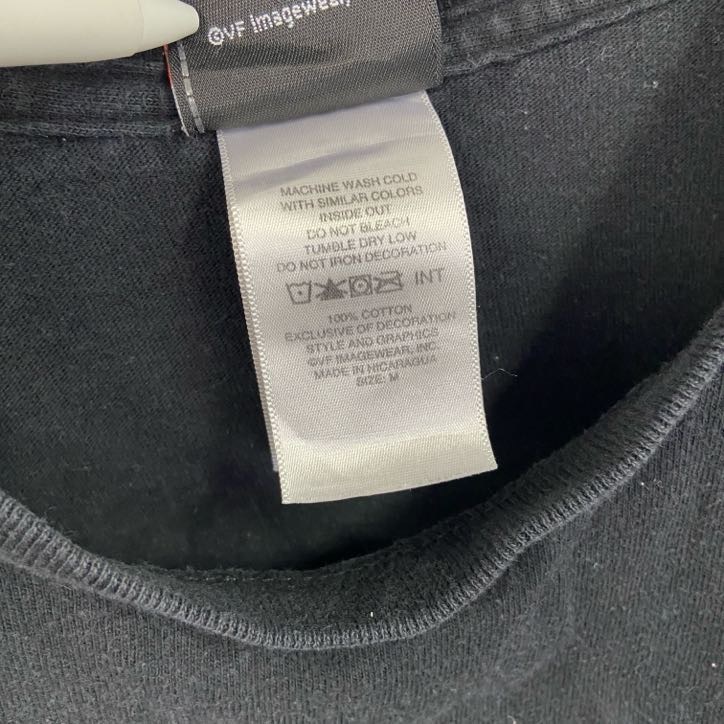 ©VF Imagewear,
MACHINE WASH COLD
WITH SIMILAR COLORS
INSIDE OUT
DO NOT BLEACH
TUMBLE DRY LOW
DO NOT IRON DECORATION
INT
100% COTTON
EXCLUSIVE OF DECORATION
STYLE AND GRAPHICS
©VF IMAGEWEAR, INC.
MADE IN NICARAGUA
SIZE: M